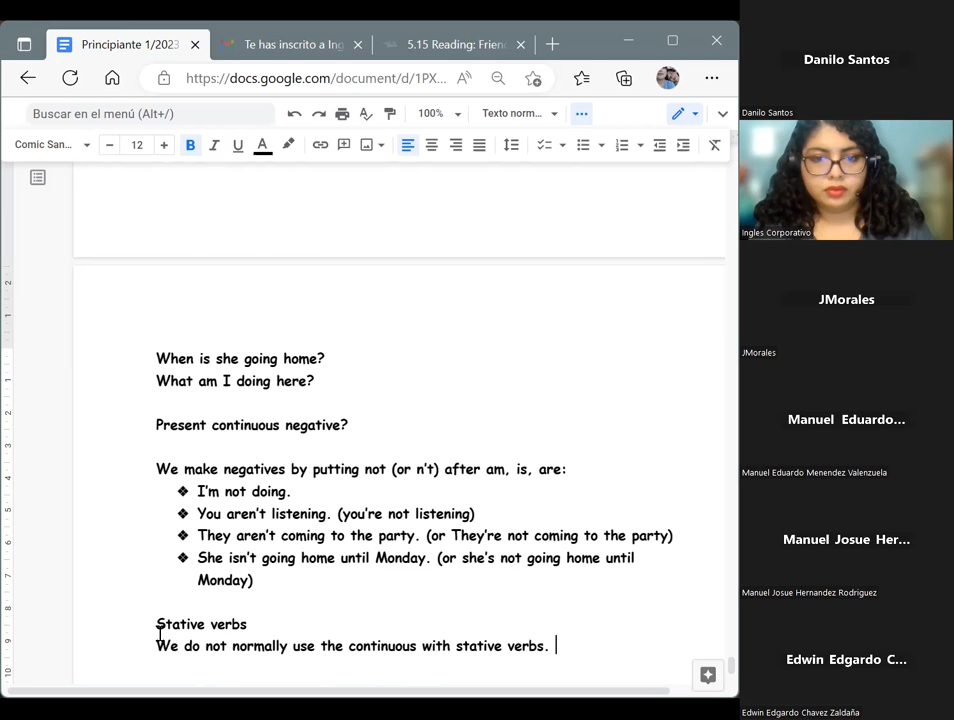 Principiante 1/2023
Te has inscrito a Ing
5.15 Reading: Frien
https://docs.google.com/document/d/1PX...
Buscar en el menú (Alt+/)
100%
Texto norm...
Comic San...
12
When is she going home?
What am I doing here?
Present continuous negative?
We make negatives by putting not (or n't) after am, is, are:
❖ I'm not doing.
❖ You aren't listening. (you're not listening)
❖ They aren't coming to the party. (or They're not coming to the party)
❖ She isn't going home until Monday. (or she's not going home until
Monday)
Stative verbs
We do not normally use the continuous with stative verbs.
Danilo Santos
Danilo Santos
Ingles Corporativo
JMorales
JMorales
Manuel Eduardo...
Manuel Eduardo Menendez Valenzuela
Manuel Josue Her...
Manuel Josue Hernandez Rodriguez
Edwin Edgardo C...
Edwin Edgardo Chavez Zaldaña